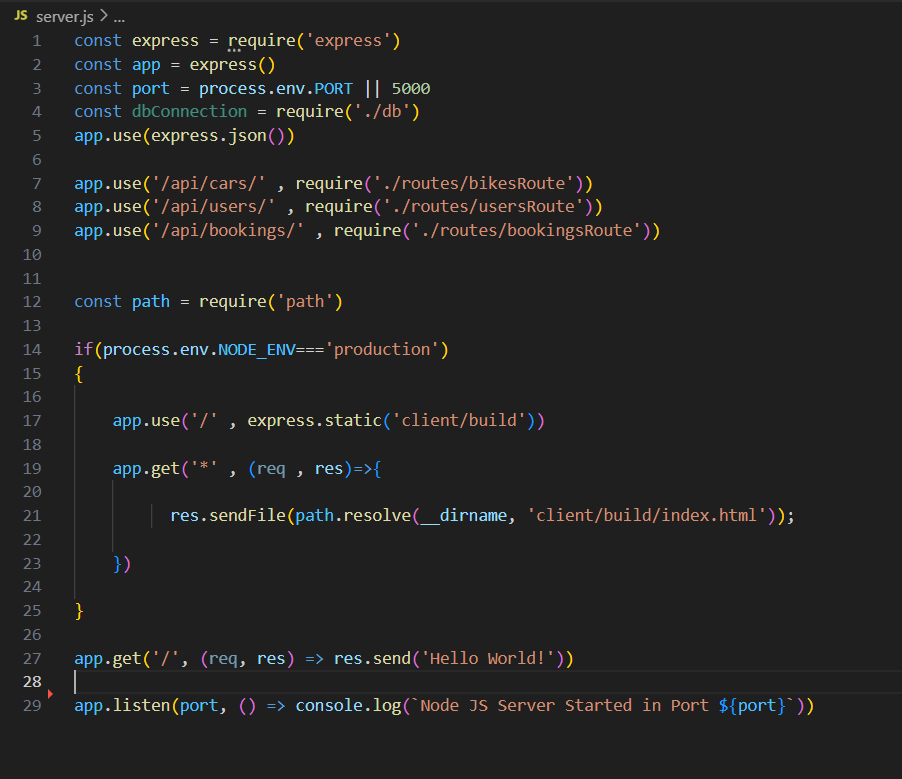 JS server.js > ...
1 const express = require('express')
2 const app = express()
3 const port = process.env.PORT || 5000
4 const dbConnection = require('./db')
5 app.use(express.json())
6
7 app.use('/api/cars/' , require('./routes/bikesRoute'))
8 app.use('/api/users/' , require('./routes/usersRoute'))
9 app.use('/api/bookings/' , require('./routes/bookingsRoute'))
10
11
12 const path = require('path')
13
14 if(process.env.NODE_ENV==='production')
15 {
16
17 app.use('/' , express.static('client/build'))
18
19 app.get('*' , (req , res)=>{
20
21 res.sendFile(path.resolve(__dirname, 'client/build/index.html'));
22
23 })
24
25 }
26
27 app.get('/', (req, res) => res.send('Hello World!'))
28
29 app.listen(port, () => console.log(`Node JS Server Started in Port ${port}`))